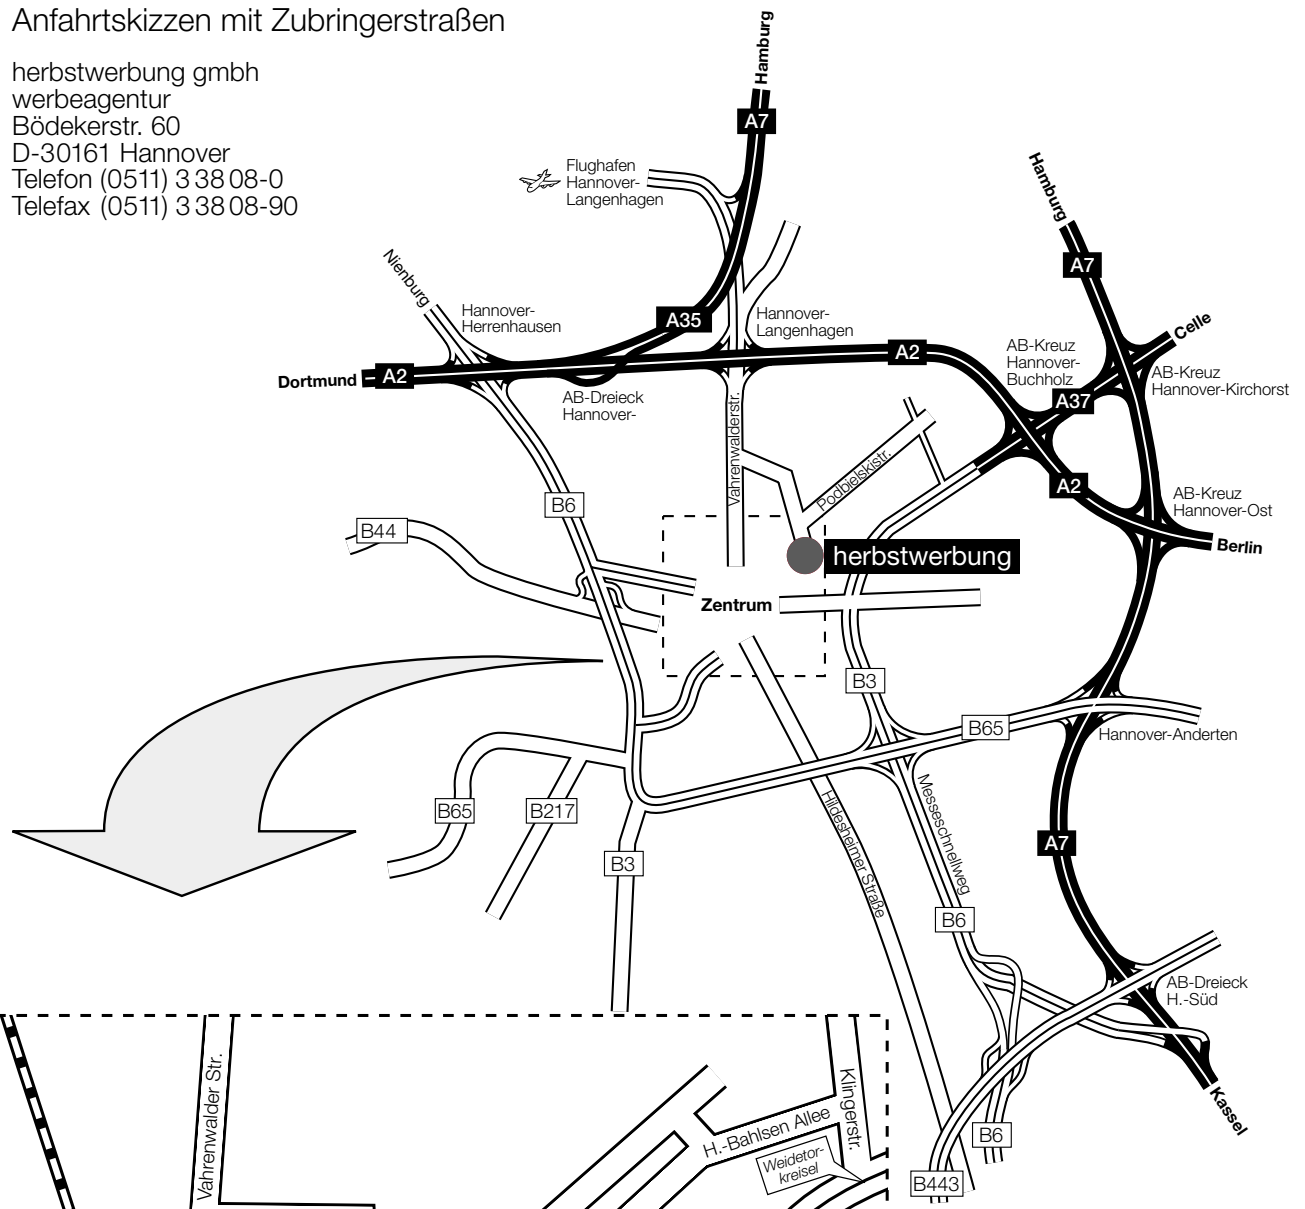 Anfahrtskizzen mit Zubringerstraßen
herbstwerbung gmbh
werbeagentur
Bödekerstr. 60
D-30161 Hannover
Telefon (0511) 3 38 08-0
Telefax (0511) 3 38 08-90
Hamburg
A7
Flughafen
Hannover-
Langenhagen
Hamburg
A7
Nienburg
Hannover-
Herrenhausen
A35
Hannover-
Langenhagen
Celle
A2
AB-Kreuz
Hannover-
Buchholz
AB-Kreuz
Hannover-Kirchorst
Dortmund
A2
AB-Dreieck
Hannover-
A37
Vahrenwalderstr.
Podbielskistr.
A2
AB-Kreuz
Hannover-Ost
B6
B44
Berlin
herbstwerbung
Zentrum
B3
B65
Hannover-Anderten
B65
B217
Hildesheimer Straße
Messeschnellweg
B3
A7
B6
AB-Dreieck
H.-Süd
Kassel
B6
B443
Vahrenwalder Str.
Klingerstr.
H.-Bahlsen Allee
Weidetor-
kreisel